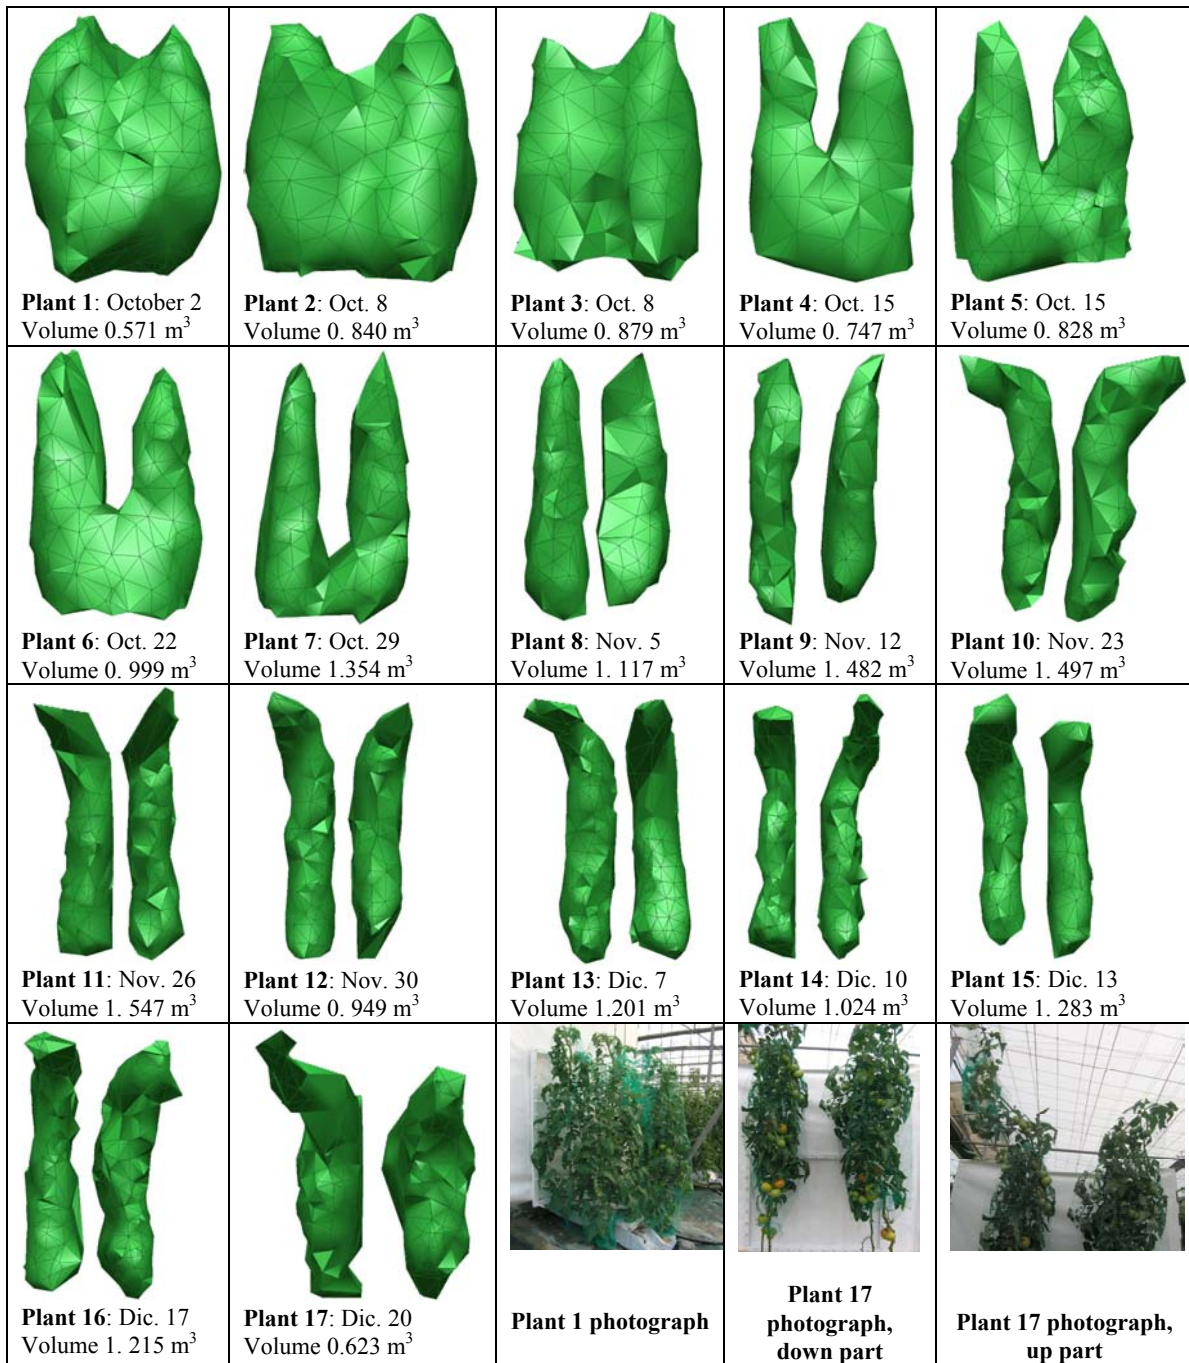 Plant 1: October 2
Volume 0.571 m³
Plant 2: Oct. 8
Volume 0. 840 m³
Plant 3: Oct. 8
Volume 0. 879 m³
Plant 4: Oct. 15
Volume 0. 747 m³
Plant 5: Oct. 15
Volume 0. 828 m³
Plant 6: Oct. 22
Volume 0. 999 m³
Plant 7: Oct. 29
Volume 1.354 m³
Plant 8: Nov. 5
Volume 1. 117 m³
Plant 9: Nov. 12
Volume 1. 482 m³
Plant 10: Nov. 23
Volume 1. 497 m³
Plant 11: Nov. 26
Volume 1. 547 m³
Plant 12: Nov. 30
Volume 0. 949 m³
Plant 13: Dic. 7
Volume 1.201 m³
Plant 14: Dic. 10
Volume 1.024 m³
Plant 15: Dic. 13
Volume 1. 283 m³
Plant 16: Dic. 17
Volume 1. 215 m³
Plant 17: Dic. 20
Volume 0.623 m³
Plant 1 photograph
Plant 17
photograph,
down part
Plant 17 photograph,
up part